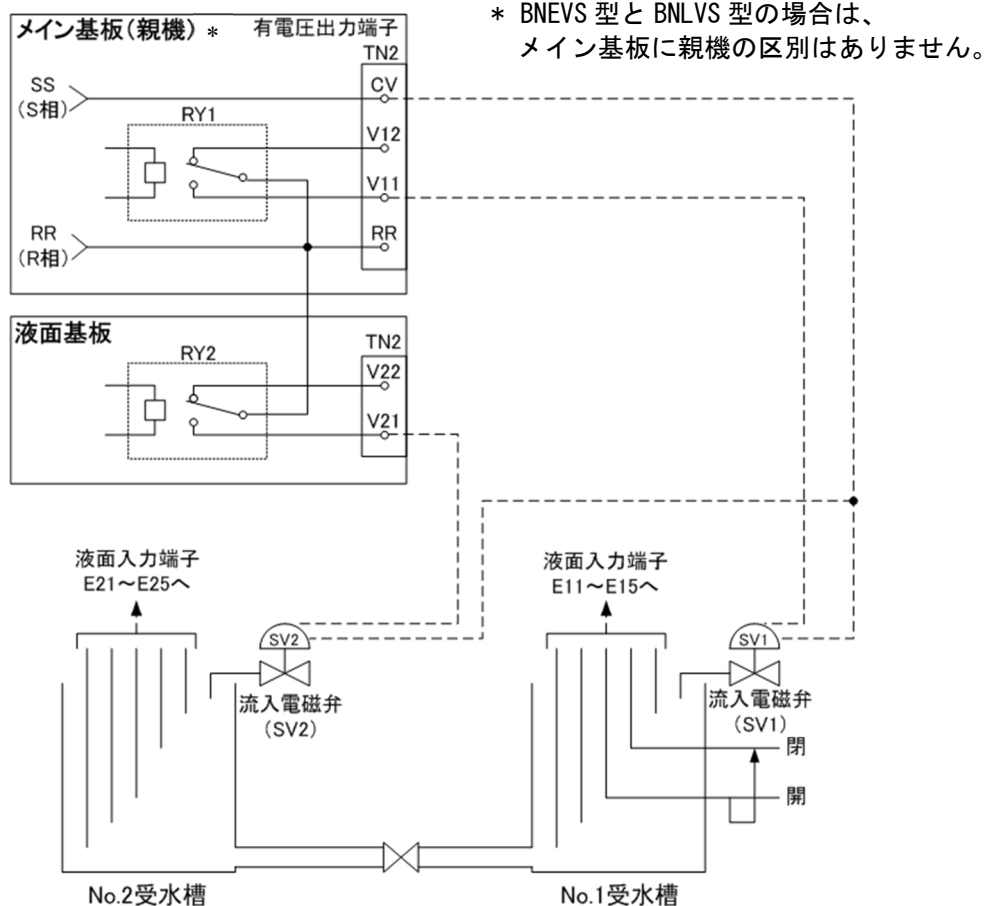 * BNEVS 型と BNLVS 型の場合は、
メイン基板に親機の区別はありません。
メイン基板(親機) *
有電圧出力端子
TN2
SS
(S相)
CV
RY1
V12
V11
RR
(R相)
RR
液面基板
TN2
RY2
V22
V21
液面入力端子
E21～E25へ
液面入力端子
E11～E15へ
SV2
SV1
流入電磁弁
(SV2)
流入電磁弁
(SV1)
閉
開
No.2受水槽
No.1受水槽